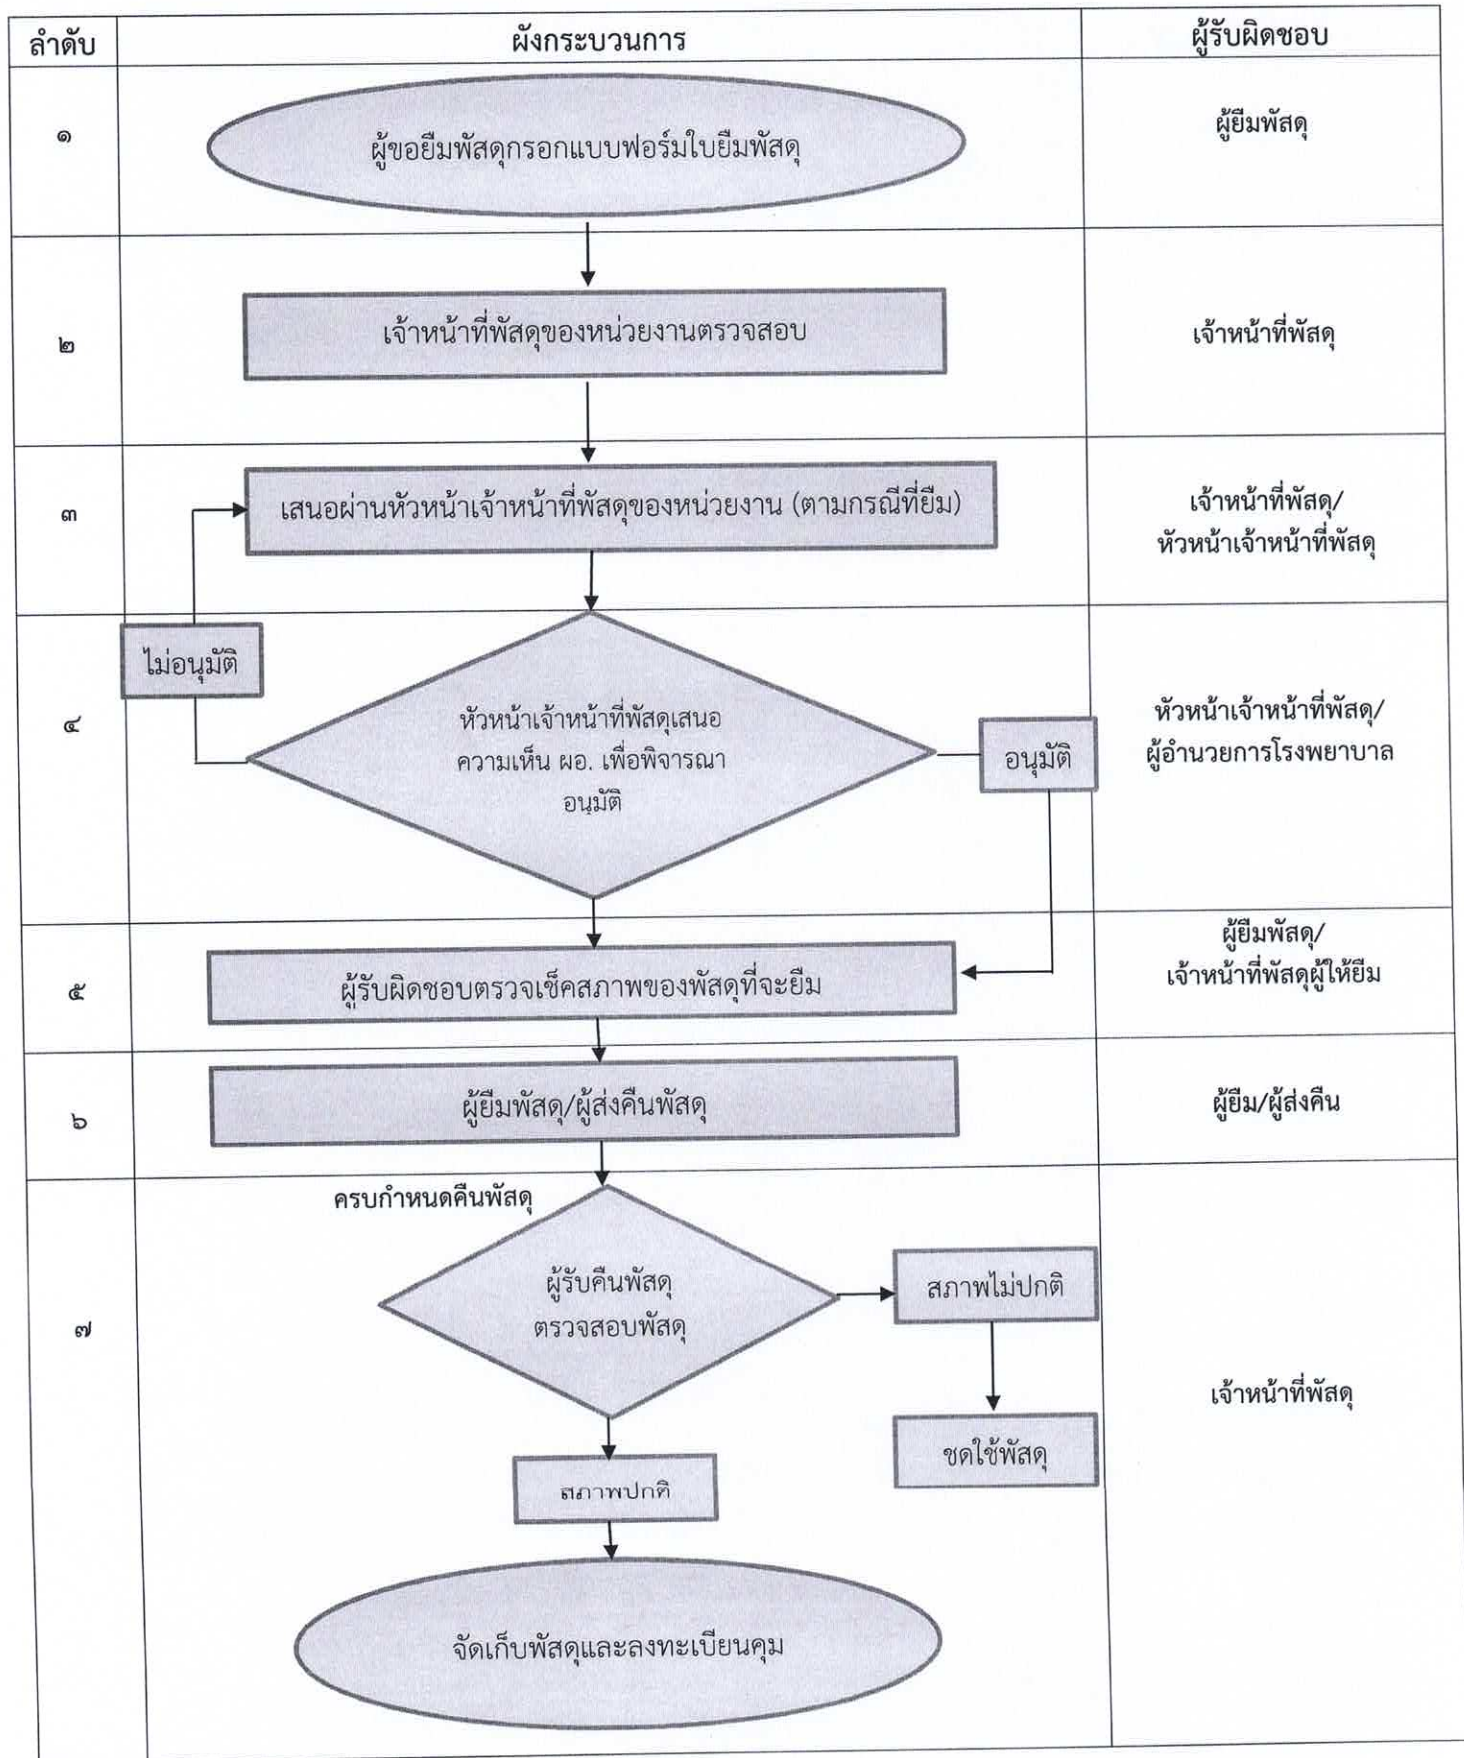 ลำดับ
ผังกระบวนการ
ผู้รับผิดชอบ
๑
ผู้ขอยืมพัสดุกรอกแบบฟอร์มใบยืมพัสดุ
ผู้ยืมพัสดุ
๒
เจ้าหน้าที่พัสดุของหน่วยงานตรวจสอบ
เจ้าหน้าที่พัสดุ
๓
เสนอผ่านหัวหน้าเจ้าหน้าที่พัสดุของหน่วยงาน (ตามกรณีที่ยืม)
เจ้าหน้าที่พัสดุ/
หัวหน้าเจ้าหน้าที่พัสดุ
๔
ไม่อนุมัติ
หัวหน้าเจ้าหน้าที่พัสดุเสนอ
ความเห็น ผอ. เพื่อพิจารณา
อนุมัติ
อนุมัติ
หัวหน้าเจ้าหน้าที่พัสดุ/
ผู้อำนวยการโรงพยาบาล
๕
ผู้รับผิดชอบตรวจเช็คสภาพของพัสดุที่จะยืม
ผู้ยืมพัสดุ/
เจ้าหน้าที่พัสดุผู้ให้ยืม
๖
ผู้ยืมพัสดุ/ผู้ส่งคืนพัสดุ
ผู้ยืม/ผู้ส่งคืน
๗
ครบกำหนดคืนพัสดุ
ผู้รับคืนพัสดุ
ตรวจสอบพัสดุ
สภาพไม่ปกติ
ชดใช้พัสดุ
เจ้าหน้าที่พัสดุ
สภาพปกติ
จัดเก็บพัสดุและลงทะเบียนคุม